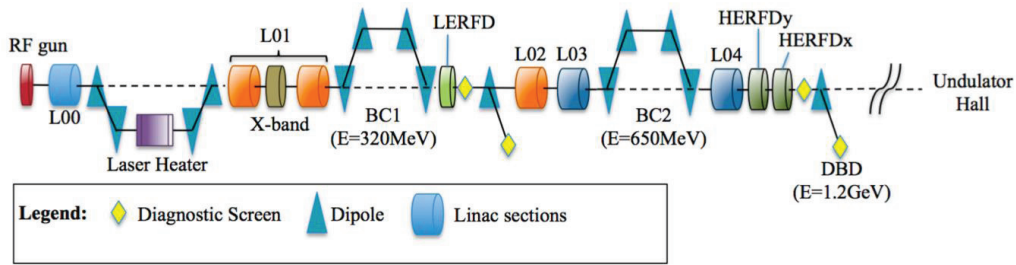 RF gun
L00
Laser Heater
L01
X-band
BC1
(E=320MeV)
LERFD
L02
L03
BC2
(E=650MeV)
L04
HERFDy
HERFDx
DBD
(E=1.2GeV)
Undulator
Hall
Legend:
Diagnostic Screen
Dipole
Linac sections